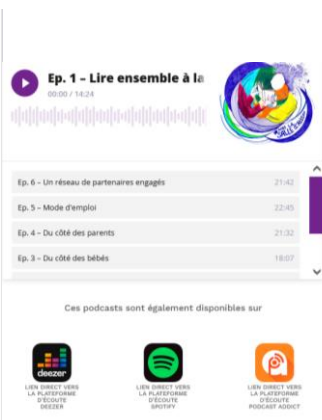 Ep. 1 – Lire ensemble à la
00:00 / 14:24
Ep. 6 – Un réseau de partenaires engagés 21:42
Ep. 5 – Mode d'emploi 22:45
Ep. 4 – Du côté des parents 21:32
Ep. 3 – Du côté des bébés 18:07
Ces podcasts sont également disponibles sur
deezer
LIEN DIRECT VERS
LA PLATEFORME
D'ÉCOUTE
DEEZER
LIEN DIRECT VERS
LA PLATEFORME
D'ÉCOUTE
SPOTIFY
LIEN DIRECT VERS
LA PLATEFORME
D'ÉCOUTE
PODCAST ADDICT